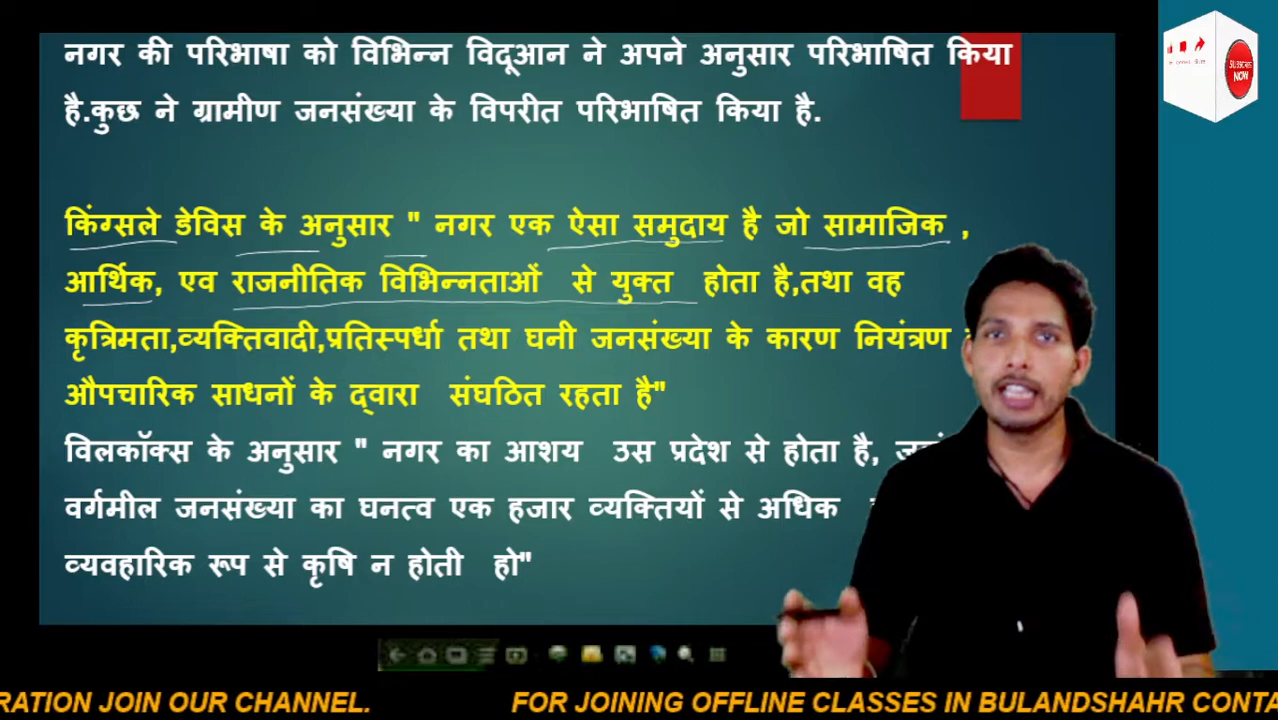 नगर की परिभाषा को विभिन्न विदूआन ने अपने अनुसार परिभाषित किया
है.कुछ ने ग्रामीण जनसंख्या के विपरीत परिभाषित किया है.
किंग्सले डेविस के अनुसार " नगर एक ऐसा समुदाय है जो सामाजिक ,
आर्थिक, एव राजनीतिक विभिन्नताओं से युक्त होता है,तथा वह
कृत्रिमता,व्यक्तिवादी,प्रतिस्पर्धा तथा घनी जनसंख्या के कारण नियंत्रण
औपचारिक साधनों के द्वारा संघठित रहता है"
विलकॉक्स के अनुसार " नगर का आशय उस प्रदेश से होता है,
वर्गमील जनसंख्या का घनत्व एक हजार व्यक्तियों से अधिक
व्यवहारिक रूप से कृषि न होती हो"
SUBSCRIBE
NOW
RATION JOIN OUR CHANNEL. FOR JOINING OFFLINE CLASSES IN BULANDSHAHR CONTA